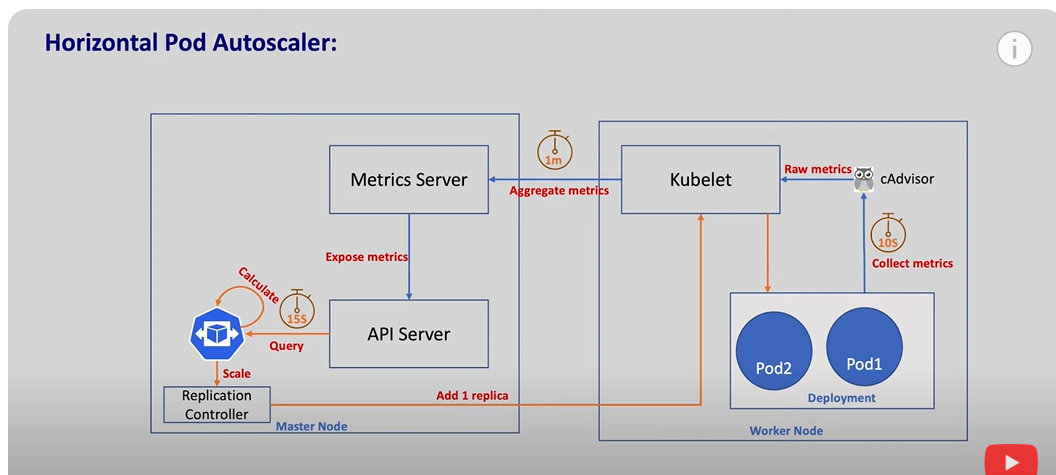 Horizontal Pod Autoscaler:
i
1m
Metrics Server
Aggregate metrics
Kubelet
Raw metrics
cAdvisor
10S
Collect metrics
Expose metrics
Calculate
15S
API Server
Query
Scale
Replication
Controller
Add 1 replica
Master Node
Pod2
Pod1
Deployment
Worker Node